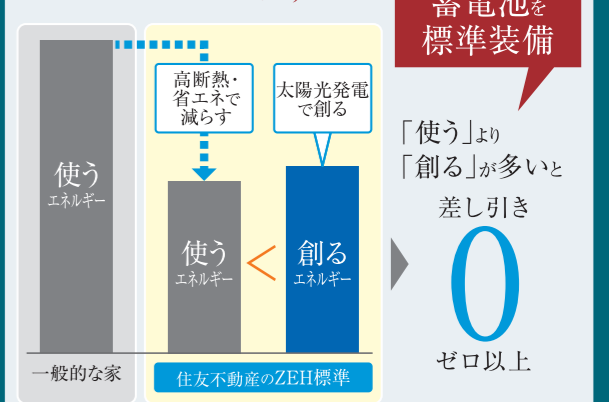 蓄電池を
標準装備
高断熱・
省エネで
減らす
太陽光発電
で創る
使う
エネルギー
使う
エネルギー
<
創る
エネルギー
一般的な家
住友不動産のZEH標準
「使う」より
「創る」が多いと
差し引き
0
ゼロ以上